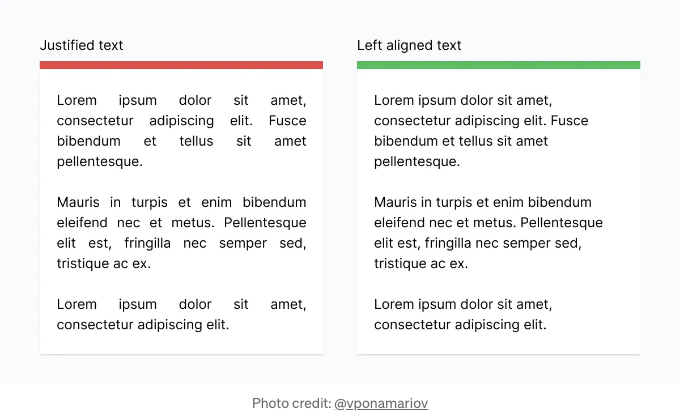 Justified text
Lorem ipsum dolor sit amet,
consectetur adipiscing elit. Fusce
bibendum et tellus sit amet
pellentesque.
Mauris in turpis et enim bibendum
eleifend nec et metus. Pellentesque
elit est, fringilla nec semper sed,
tristique ac ex.
Lorem ipsum dolor sit amet,
consectetur adipiscing elit.
Left aligned text
Lorem ipsum dolor sit amet,
consectetur adipiscing elit. Fusce
bibendum et tellus sit amet
pellentesque.
Mauris in turpis et enim bibendum
eleifend nec et metus. Pellentesque
elit est, fringilla nec semper sed,
tristique ac ex.
Lorem ipsum dolor sit amet,
consectetur adipiscing elit.
Photo credit: @vponamariov